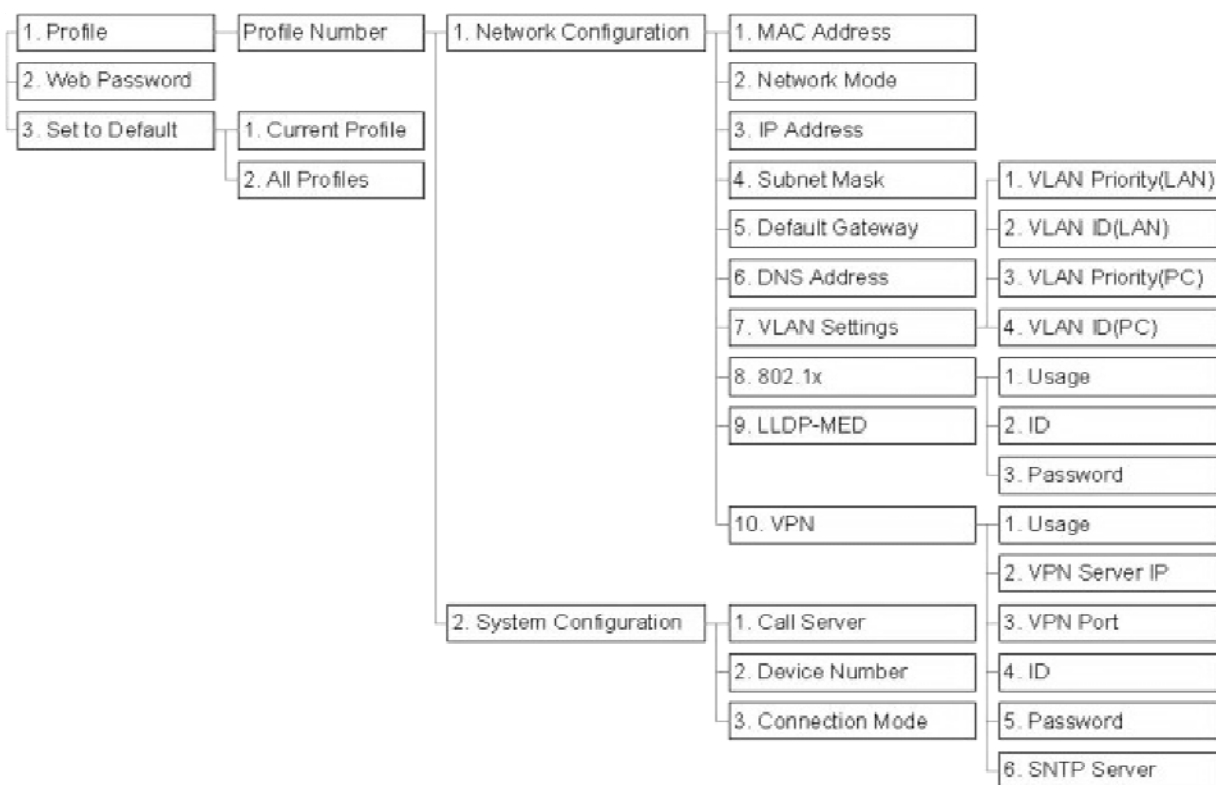 1. Profile
Profile Number
1. Network Configuration
1. MAC Address
2. Web Password
2. Network Mode
3. Set to Default
1. Current Profile
3. IP Address
2. All Profiles
4. Subnet Mask
1. VLAN Priority(LAN)
5. Default Gateway
2. VLAN ID(LAN)
6. DNS Address
3. VLAN Priority(PC)
7. VLAN Settings
4. VLAN ID(PC)
8. 802.1x
1. Usage
9. LLDP-MED
2. ID
3. Password
10. VPN
1. Usage
2. VPN Server IP
2. System Configuration
1. Call Server
3. VPN Port
2. Device Number
4. ID
3. Connection Mode
5. Password
6. SNTP Server